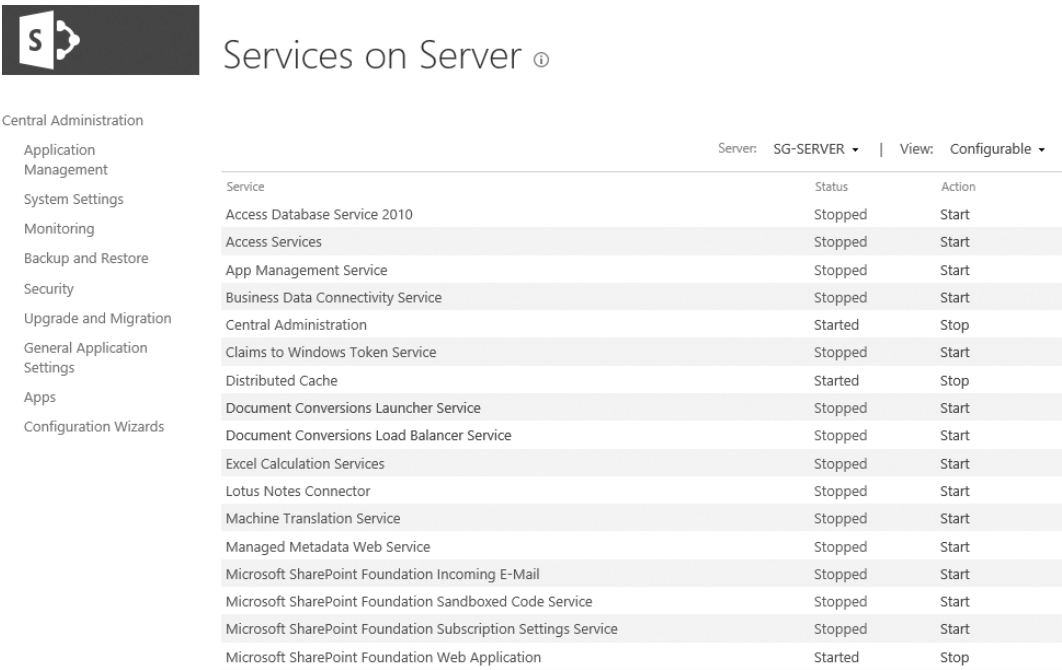 S
Services on Server
Central Administration
Application
Management
System Settings
Monitoring
Backup and Restore
Security
Upgrade and Migration
General Application
Settings
Apps
Configuration Wizards
Server: SG-SERVER | View: Configurable
Service Status Action
Access Database Service 2010 Stopped Start
Access Services Stopped Start
App Management Service Stopped Start
Business Data Connectivity Service Stopped Start
Central Administration Started Stop
Claims to Windows Token Service Stopped Start
Distributed Cache Started Stop
Document Conversions Launcher Service Stopped Start
Document Conversions Load Balancer Service Stopped Start
Excel Calculation Services Stopped Start
Lotus Notes Connector Stopped Start
Machine Translation Service Stopped Start
Managed Metadata Web Service Stopped Start
Microsoft SharePoint Foundation Incoming E-Mail Stopped Start
Microsoft SharePoint Foundation Sandboxed Code Service Stopped Start
Microsoft SharePoint Foundation Subscription Settings Service Stopped Start
Microsoft SharePoint Foundation Web Application Started Stop